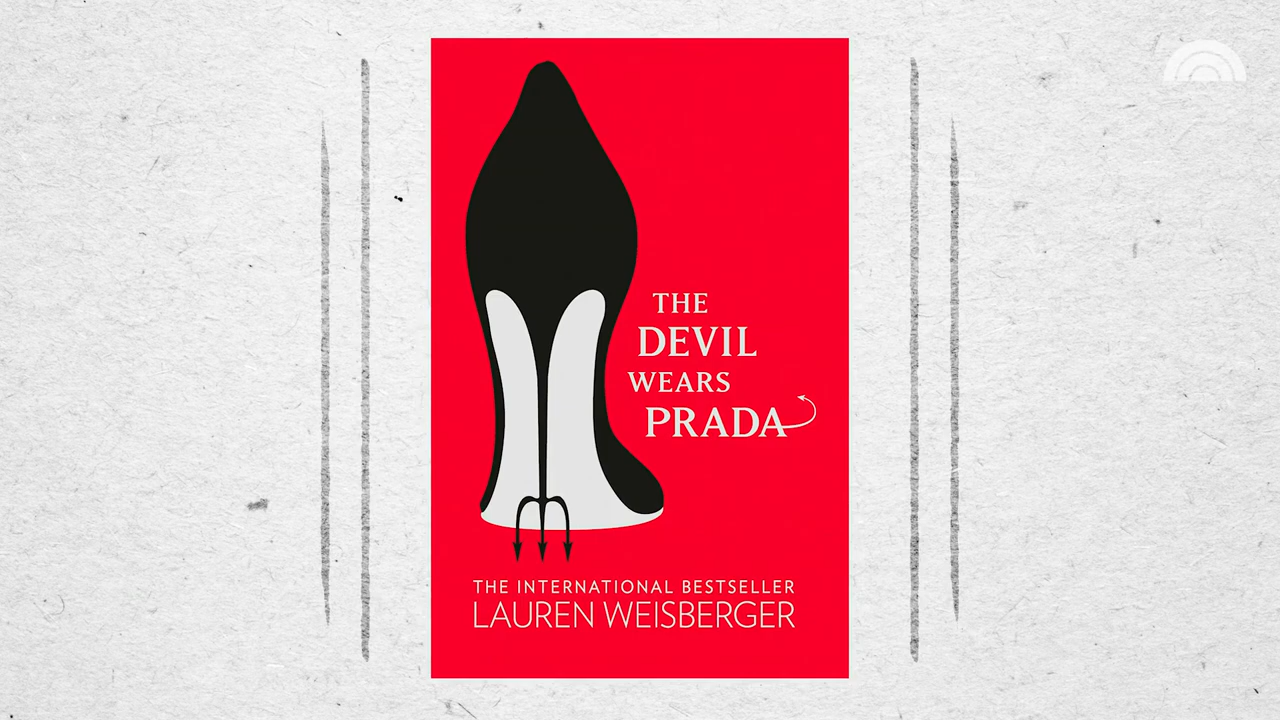 THE
DEVIL
WEARS
PRADA
THE INTERNATIONAL BESTSELLER
LAUREN WEISBERGER